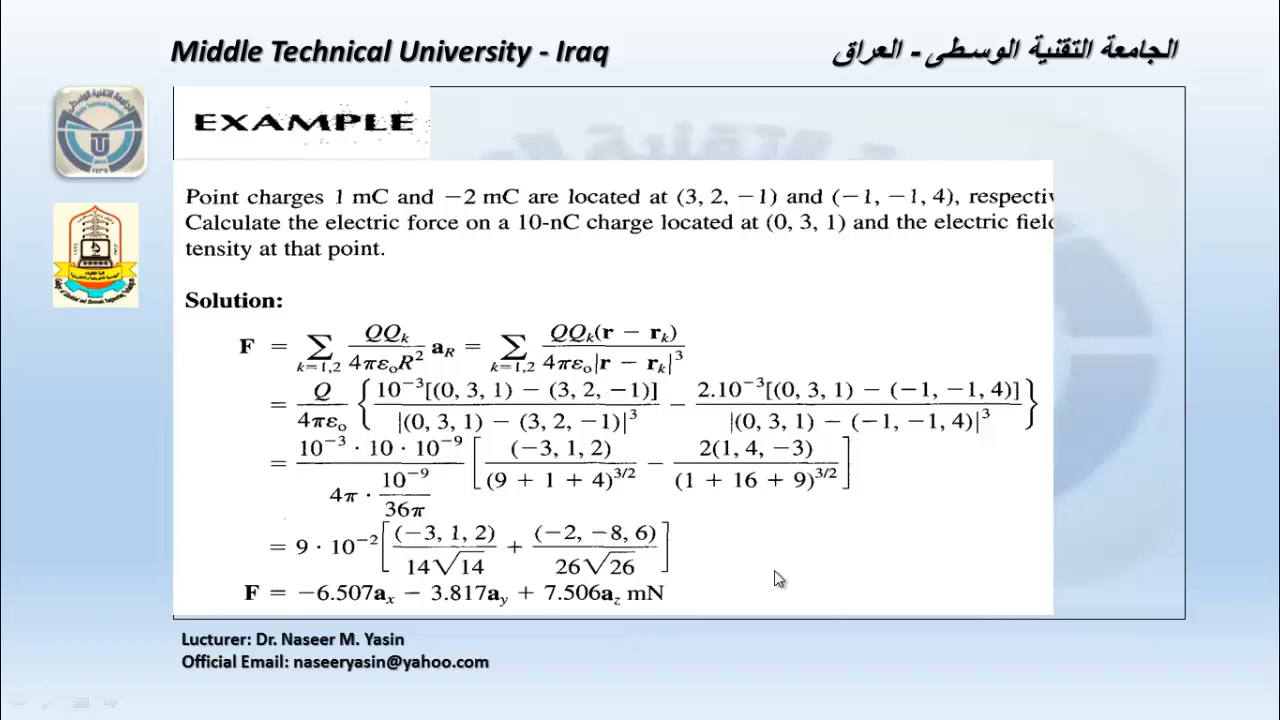 Middle Technical University - Iraq
الجامعة التقنية الوسطى - العراق
EXAMPLE
Point charges 1 mC and −2 mC are located at (3, 2, −1) and (−1, −1, 4), respectiv
Calculate the electric force on a 10-nC charge located at (0, 3, 1) and the electric field
tensity at that point.
Solution:
F = ∑_{k=1,2} QQ_k / 4πε_oR² a_R = ∑_{k=1,2} QQ_k(r − r_k) / 4πε_o|r − r_k|³
= Q / 4πε_o { 10⁻³[(0, 3, 1) − (3, 2, −1)] / |(0, 3, 1) − (3, 2, −1)|³ − 2.10⁻³[(0, 3, 1) − (−1, −1, 4)] / |(0, 3, 1) − (−1, −1, 4)|³ }
= 10⁻³ · 10 · 10⁻⁹ / 4π · 10⁻⁹/36π [ (−3, 1, 2) / (9 + 1 + 4)^{3/2} − 2(1, 4, −3) / (1 + 16 + 9)^{3/2} ]
= 9 · 10⁻² [ (−3, 1, 2) / 14√14 + (−2, −8, 6) / 26√26 ]
F = −6.507a_x − 3.817a_y + 7.506a_z mN
Lucturer: Dr. Naseer M. Yasin
Official Email: naseeryasin@yahoo.com